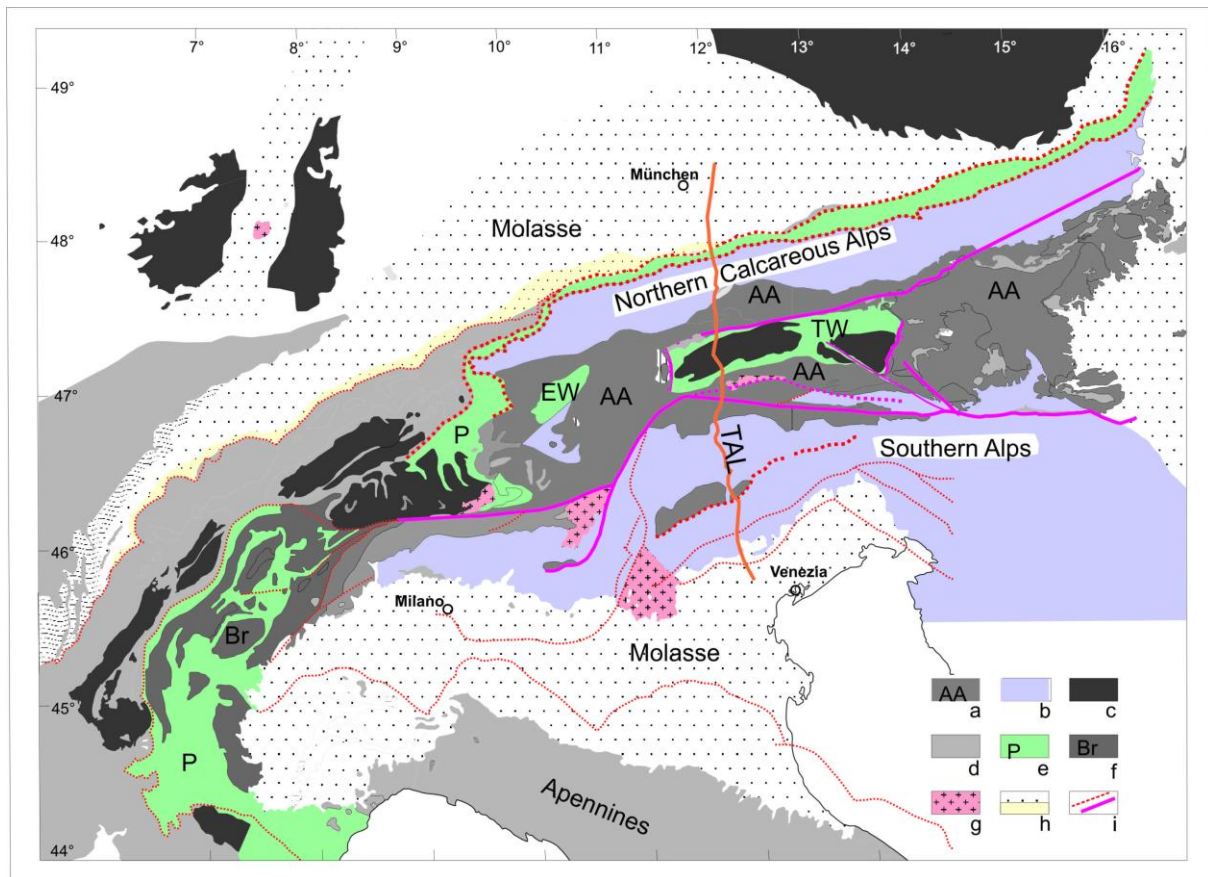 7° 8° 9° 10° 11° 12° 13° 14° 15° 16°
49°
München
Molasse
48°
Northern Calcareous Alps
AA
AA
TW
EW
AA
AA
47°
P
TAL
Southern Alps
46°
Venezia
Milano
Br
Molasse
AA
a
b
c
45°
P
d
P
e
Br
f
Apennines
g
h
i
44°